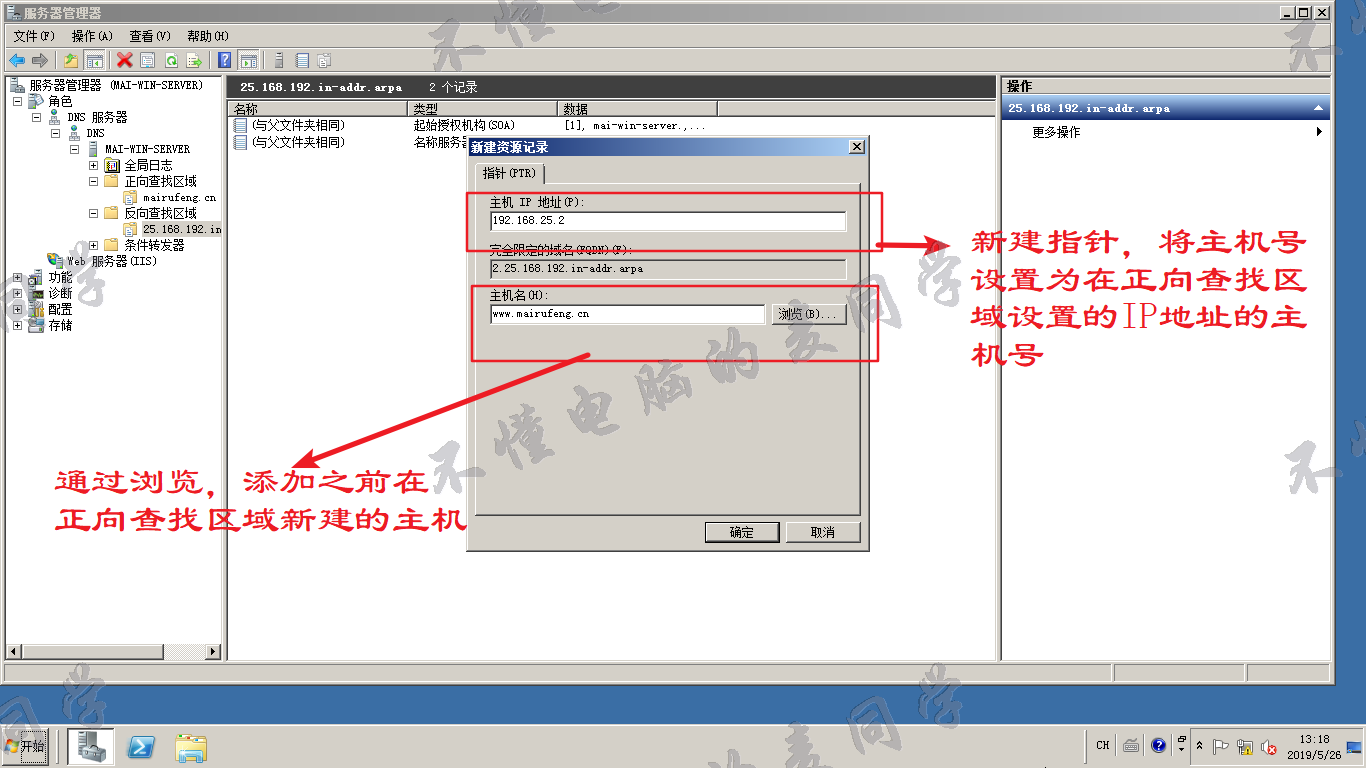 服务器管理器
文件(F) 操作(A) 查看(V) 帮助(H)
服务器管理器 (MAI-WIN-SERVER)
角色
DNS 服务器
DNS
MAI-WIN-SERVER
全局日志
正向查找区域
mairufeng.cn
反向查找区域
25.168.192.in
条件转发器
Web 服务器(IIS)
功能
诊断
配置
存储
25.168.192.in-addr.arpa 2 个记录
名称 类型 数据
(与父文件夹相同) 起始授权机构(SOA) [1], mai-win-server.,...
(与父文件夹相同) 名称服务器
新建资源记录
指针(PTR)
主机 IP 地址(P):
192.168.25.2
完全限定的域名(FQDN)(F):
2.25.168.192.in-addr.arpa
主机名(H):
www.mairufeng.cn 浏览(B)...
确定 取消
操作
25.168.192.in-addr.arpa
更多操作
新建指针，将主机号
设置为在正向查找区
域设置的IP地址的主
机号
通过浏览，添加之前在
正向查找区域新建的主机
不懂电脑的麦同学
开始
CH
13:18
2019/5/26